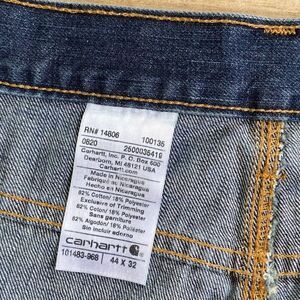 RN# 14806 100135
0820 2500035419
Carhartt, Inc. P.O. Box 600
Dearborn, MI 48121 USA
Carhartt.com
Made in Nicaragua
Fabriqué au Nicaragua
Hecho en Nicaragua
82% Cotton/ 18% Polyester
Exclusive of Trimming
82% Coton/ 18% Polyester
Sans garniture
82% Algodón/ 18% Poliester
Sin incluir adorno
carhartt
101483-968 44 X 32